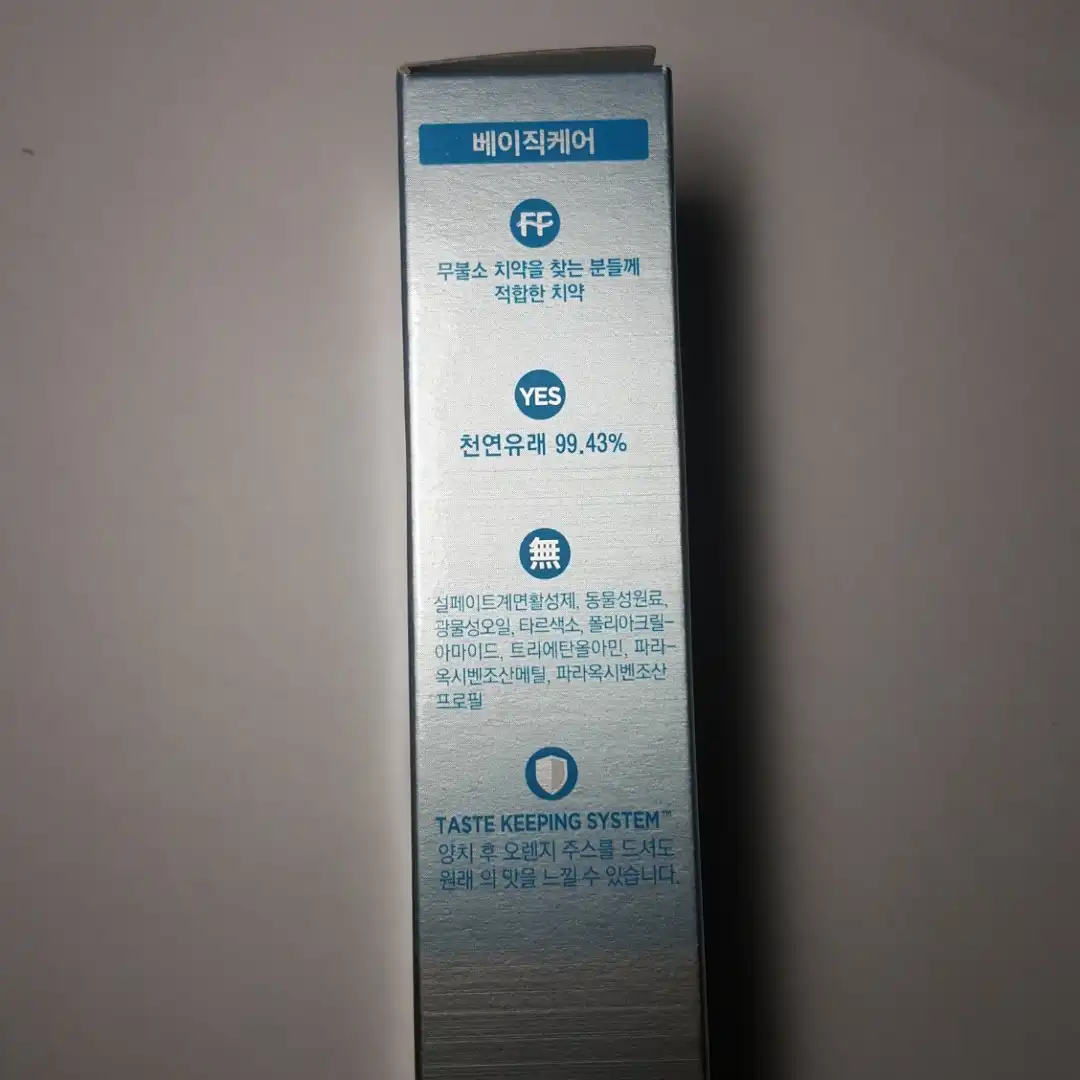 베이직케어
FF
무불소 치약을 찾는 분들께
적합한 치약
YES
천연유래 99.43%
無
설페이트계면활성제, 동물성원료,
광물성오일, 타르색소, 폴리아크릴-
아마이드, 트리에탄올아민, 파라-
옥시벤조산메틸, 파라옥시벤조산
프로필
TASTE KEEPING SYSTEM™
양치 후 오렌지 주스를 드셔도
원래 의 맛을 느낄 수 있습니다.